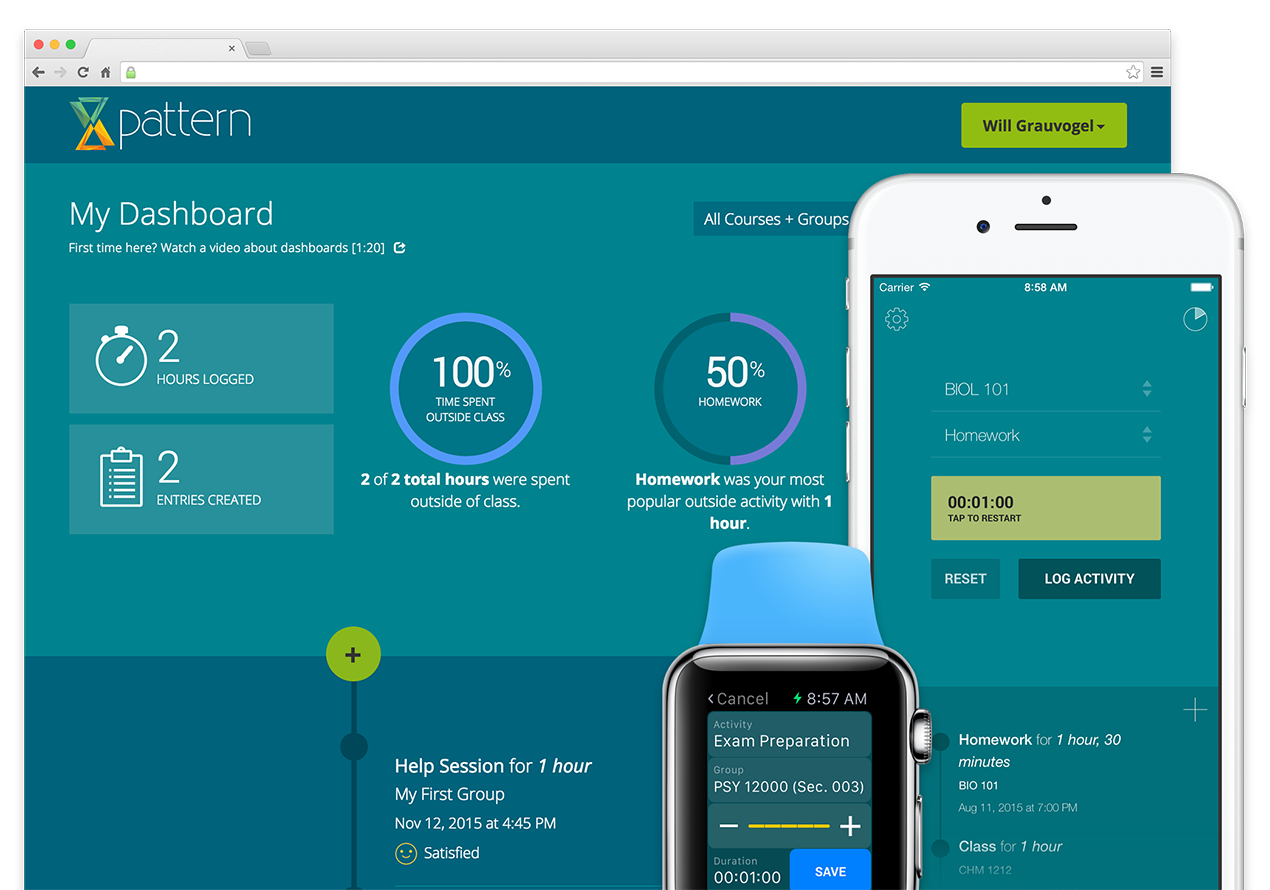 pattern
Will Grauvogel
My Dashboard
First time here? Watch a video about dashboards [1:20]
All Courses + Groups
2
HOURS LOGGED
2
ENTRIES CREATED
100%
TIME SPENT
OUTSIDE CLASS
2 of 2 total hours were spent
outside of class.
50%
HOMEWORK
Homework was your most
popular outside activity with 1
hour.
+
Help Session for 1 hour
My First Group
Nov 12, 2015 at 4:45 PM
Satisfied
Cancel 8:57 AM
Activity
Exam Preparation
Group
PSY 12000 (Sec. 003)
Duration
00:01:00
SAVE
Carrier 8:58 AM
BIOL 101
Homework
00:01:00
TAP TO RESTART
RESET
LOG ACTIVITY
Homework for 1 hour, 30
minutes
BIO 101
Aug 11, 2015 at 7:00 PM
Class for 1 hour
CHM 1212